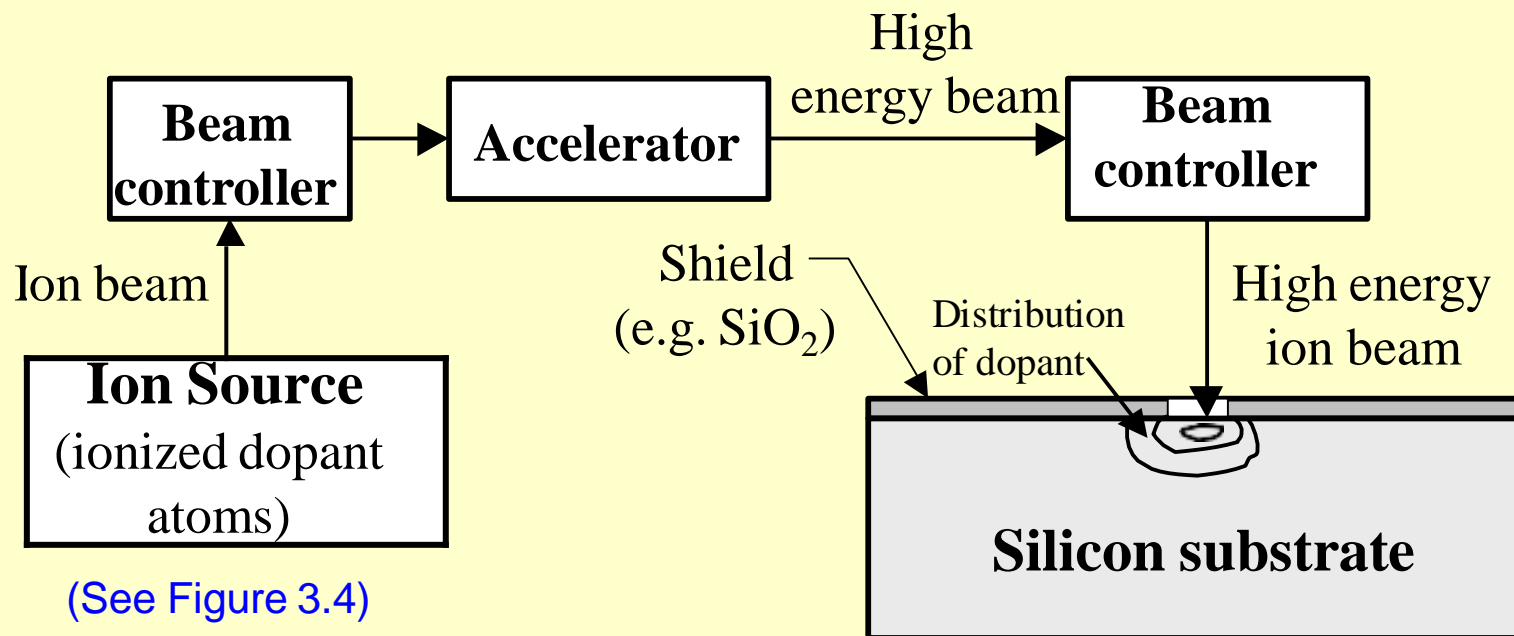 High
energy beam
Beam
controller
Accelerator
Beam
controller
Ion beam
Shield
(e.g. SiO₂)
Distribution
of dopant
High energy
ion beam
Ion Source
(ionized dopant
atoms)
Silicon substrate
(See Figure 3.4)